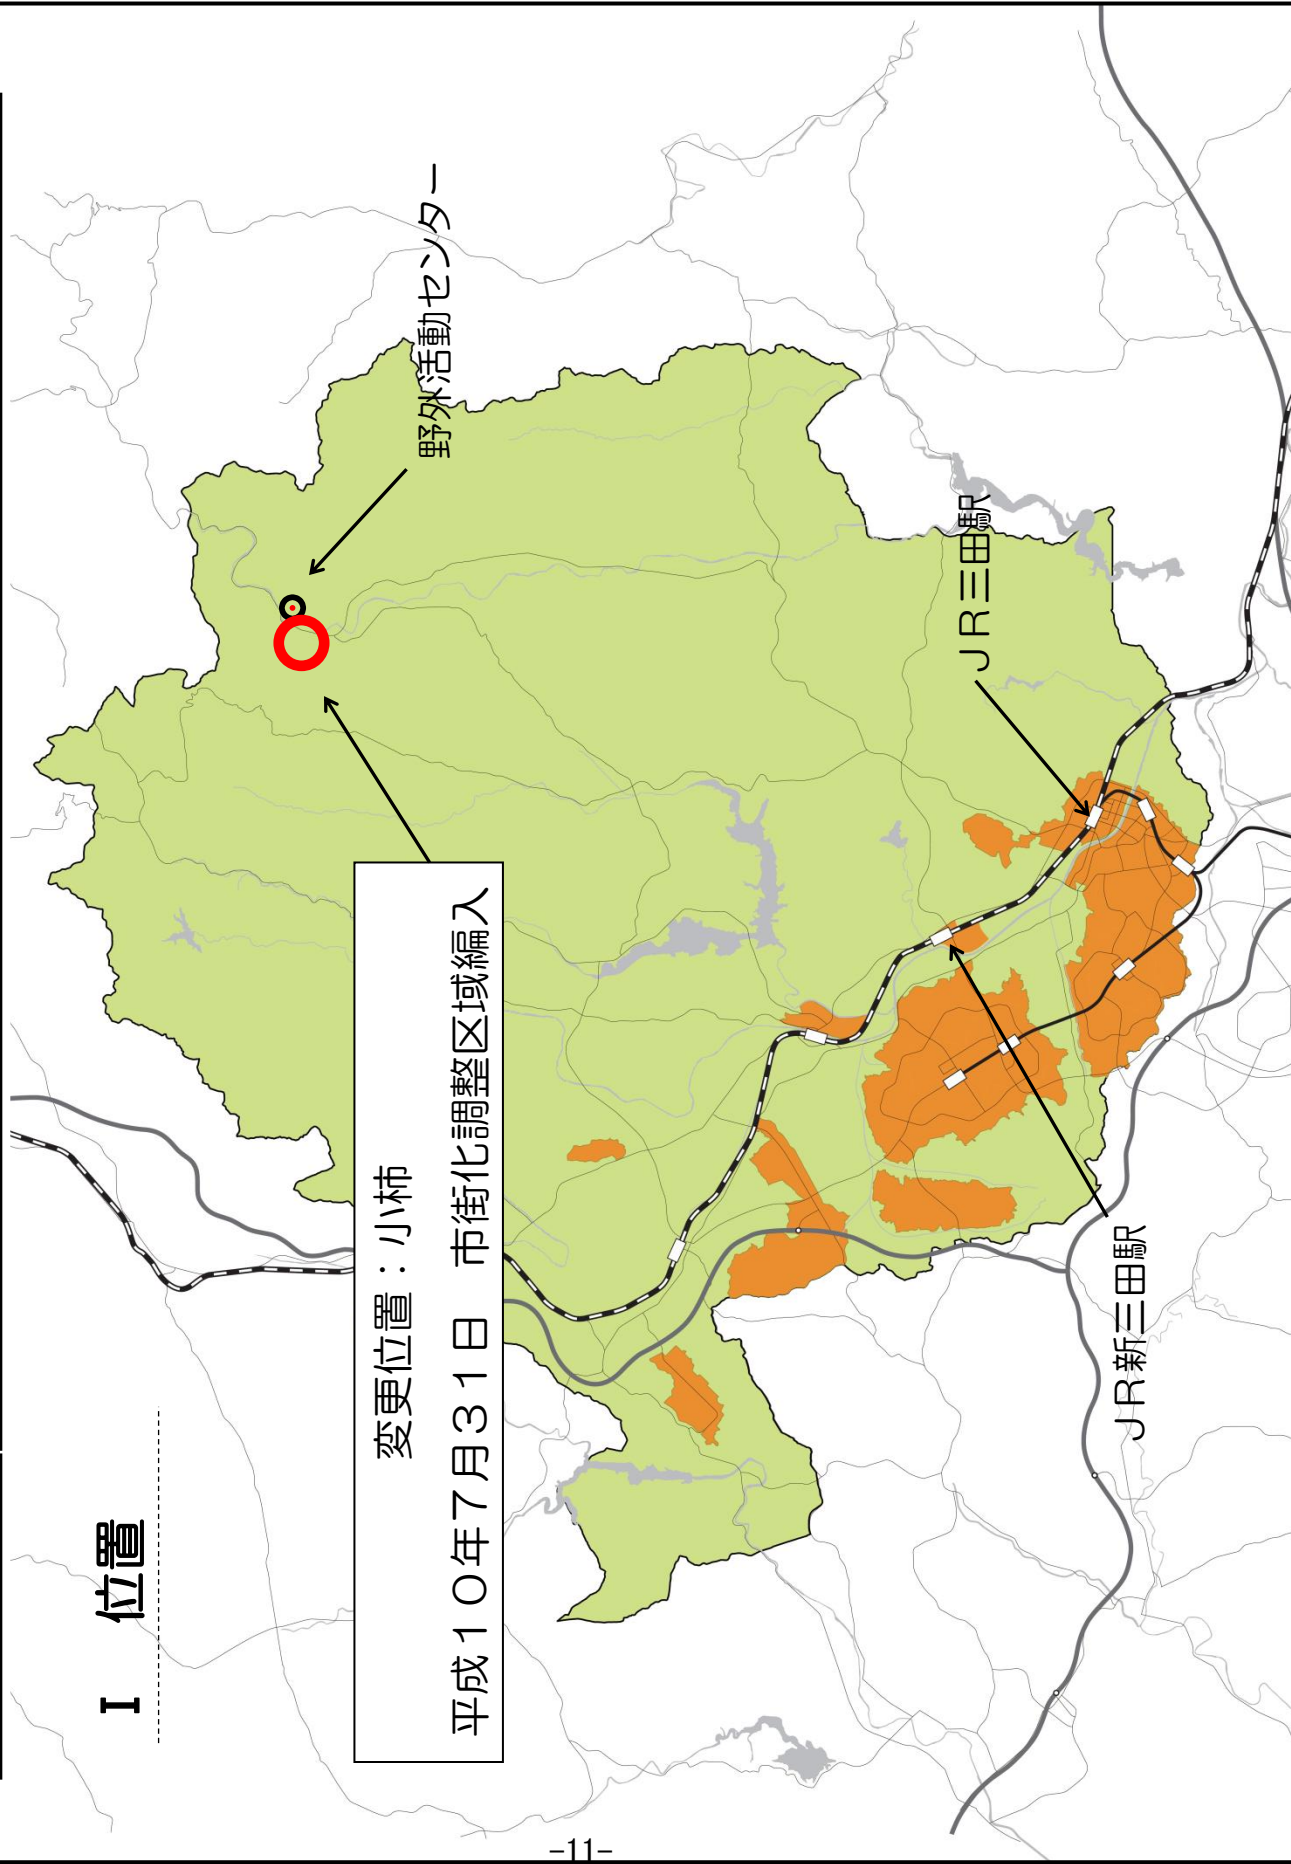 Ⅰ　位置
変更位置：小柿
平成１０年７月３１日　市街化調整区域編入
野外活動センター
ＪＲ三田駅
ＪＲ新三田駅
-11-